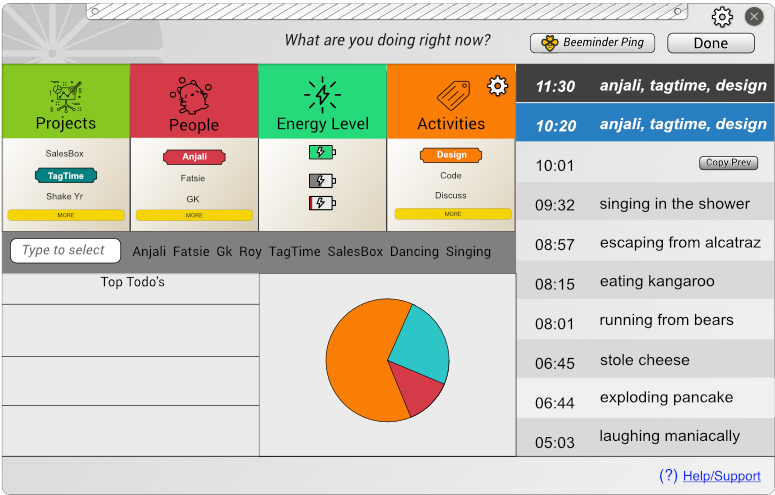 What are you doing right now?
Beeminder Ping
Done
Projects
SalesBox
TagTime
Shake Yr
MORE
People
Anjali
Fatsie
GK
MORE
Energy Level
Activities
Design
Code
Discuss
MORE
Type to select
Anjali Fatsie Gk Roy TagTime SalesBox Dancing Singing
Top Todo's
11:30 anjali, tagtime, design
10:20 anjali, tagtime, design
10:01 Copy Prev
09:32 singing in the shower
08:57 escaping from alcatraz
08:15 eating kangaroo
08:01 running from bears
06:45 stole cheese
06:44 exploding pancake
05:03 laughing maniacally
(?) Help/Support